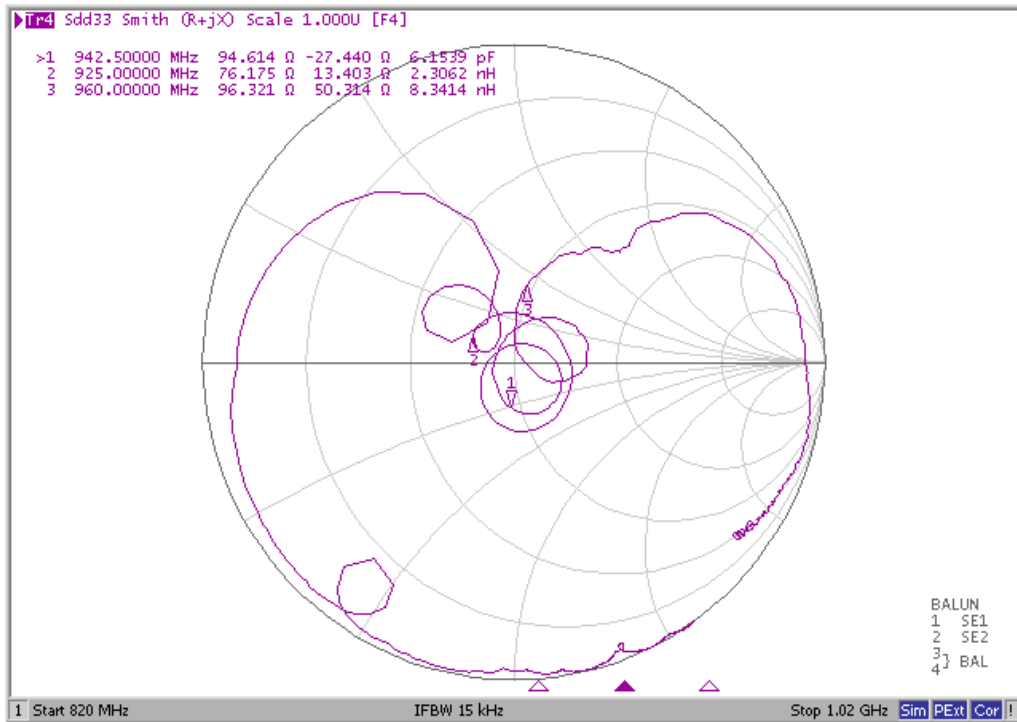 Tr4 Sdd33 Smith (R+jX) Scale 1.000U [F4]
>1 942.50000 MHz 94.614 Ω -27.440 Ω 6.1539 pF
2 925.00000 MHz 76.175 Ω 13.403 Ω 2.3062 nH
3 960.00000 MHz 96.321 Ω 50.314 Ω 8.3414 nH
3
2
1
BALUN
1 SE1
2 SE2
3
4} BAL
1 Start 820 MHz IFBW 15 kHz Stop 1.02 GHz Sim PExt Cor !